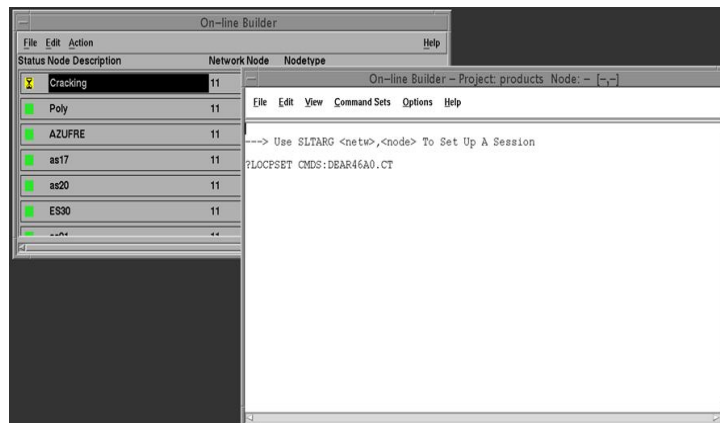 On-line Builder
File Edit Action Help
Status Node Description Network Node Nodetype
Cracking 11
Poly 11
AZUFRE 11
as17 11
as20 11
ES30 11
11
On-line Builder - Project: products Node: - [-,-]
File Edit View Command Sets Options Help
---> Use SLTARG <netw>,<node> To Set Up A Session
?LOCPSET CMDS:DEAR46A0.CT